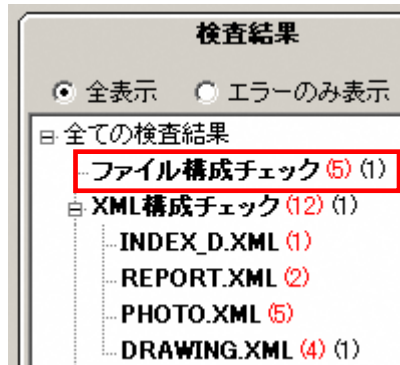 検査結果
全表示 エラーのみ表示
全ての検査結果
ファイル構成チェック (5) (1)
XML構成チェック (12) (1)
INDEX_D.XML (1)
REPORT.XML (2)
PHOTO.XML (5)
DRAWING.XML (4) (1)